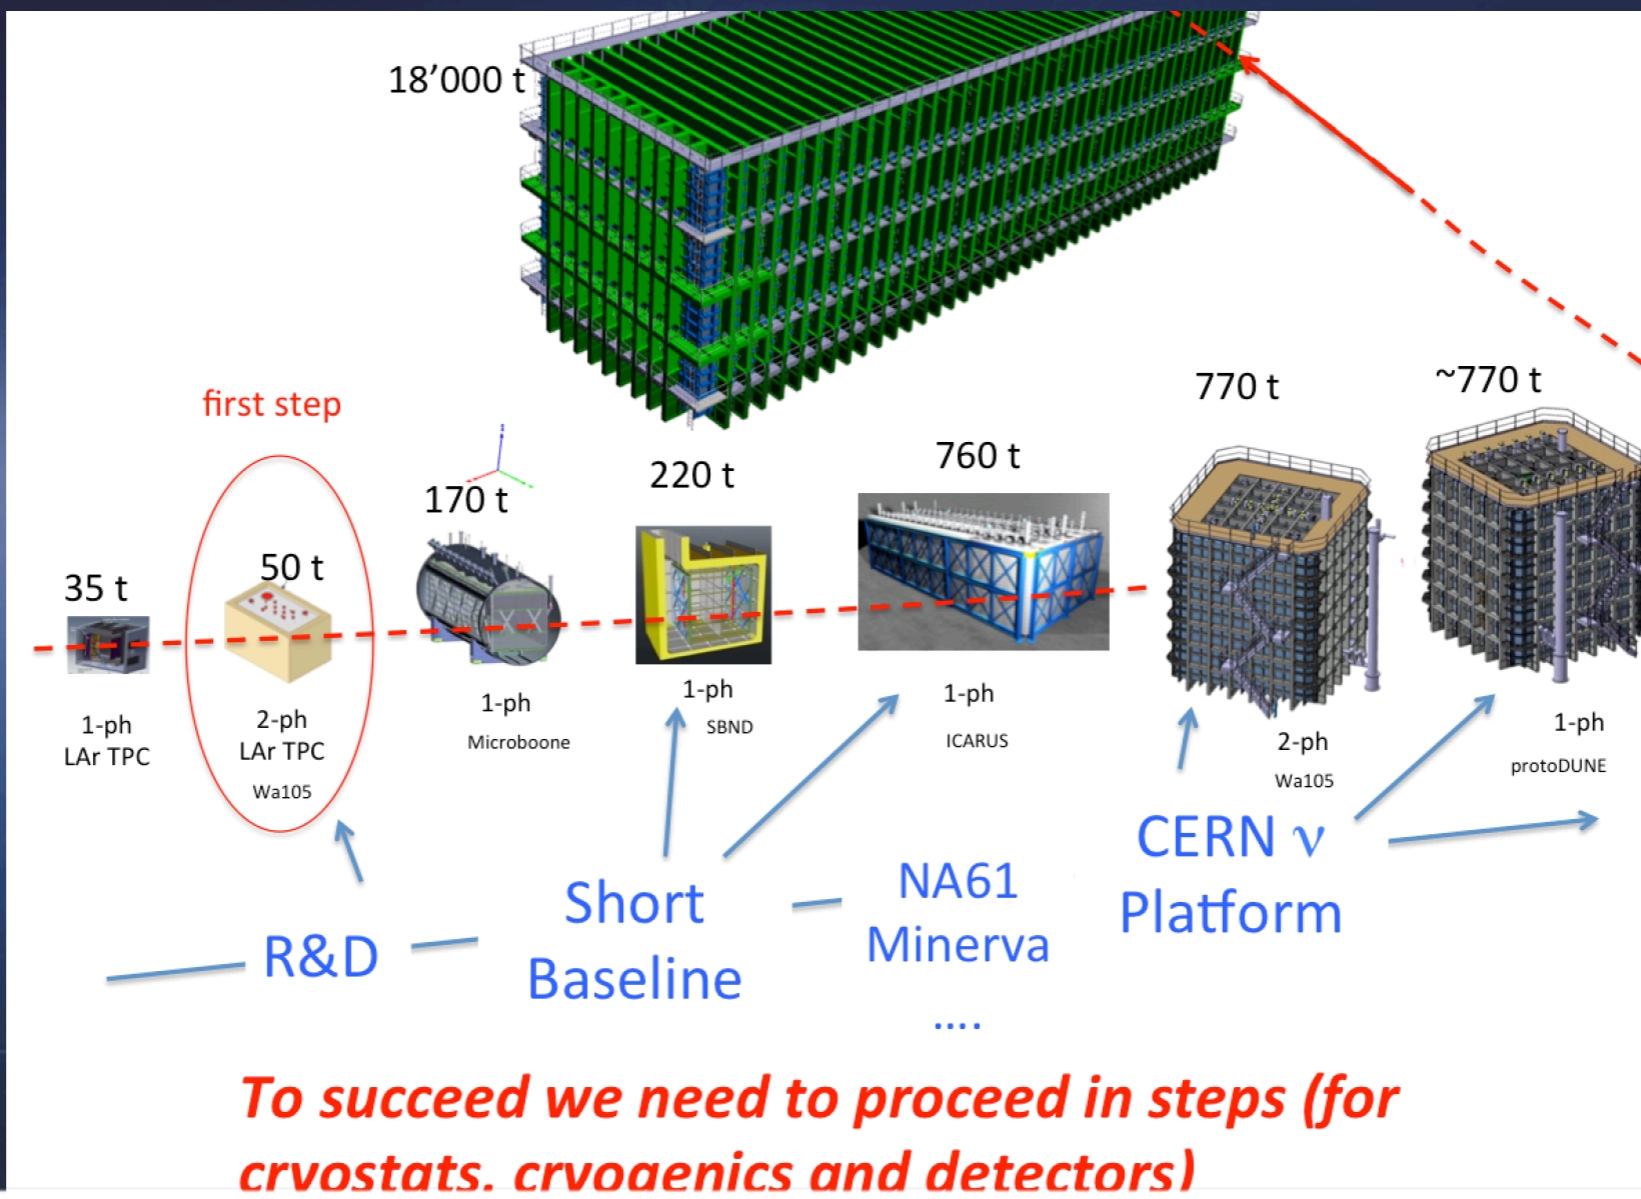 18’000 t
770 t
~770 t
first step
760 t
220 t
170 t
50 t
35 t
1-ph
LAr TPC
2-ph
LAr TPC
Wa105
1-ph
Microboone
1-ph
SBND
1-ph
ICARUS
2-ph
Wa105
1-ph
protoDUNE
R&D
Short
Baseline
NA61
Minerva
....
CERN ν
Platform
To succeed we need to proceed in steps (for
cryostats, cryogenics and detectors)